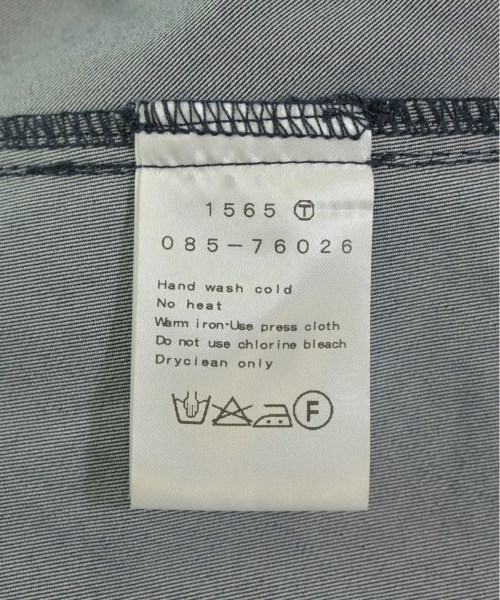 1565 Ⓣ
085-76026
Hand wash cold
No heat
Warm iron·Use press cloth
Do not use chlorine bleach
Dryclean only
F